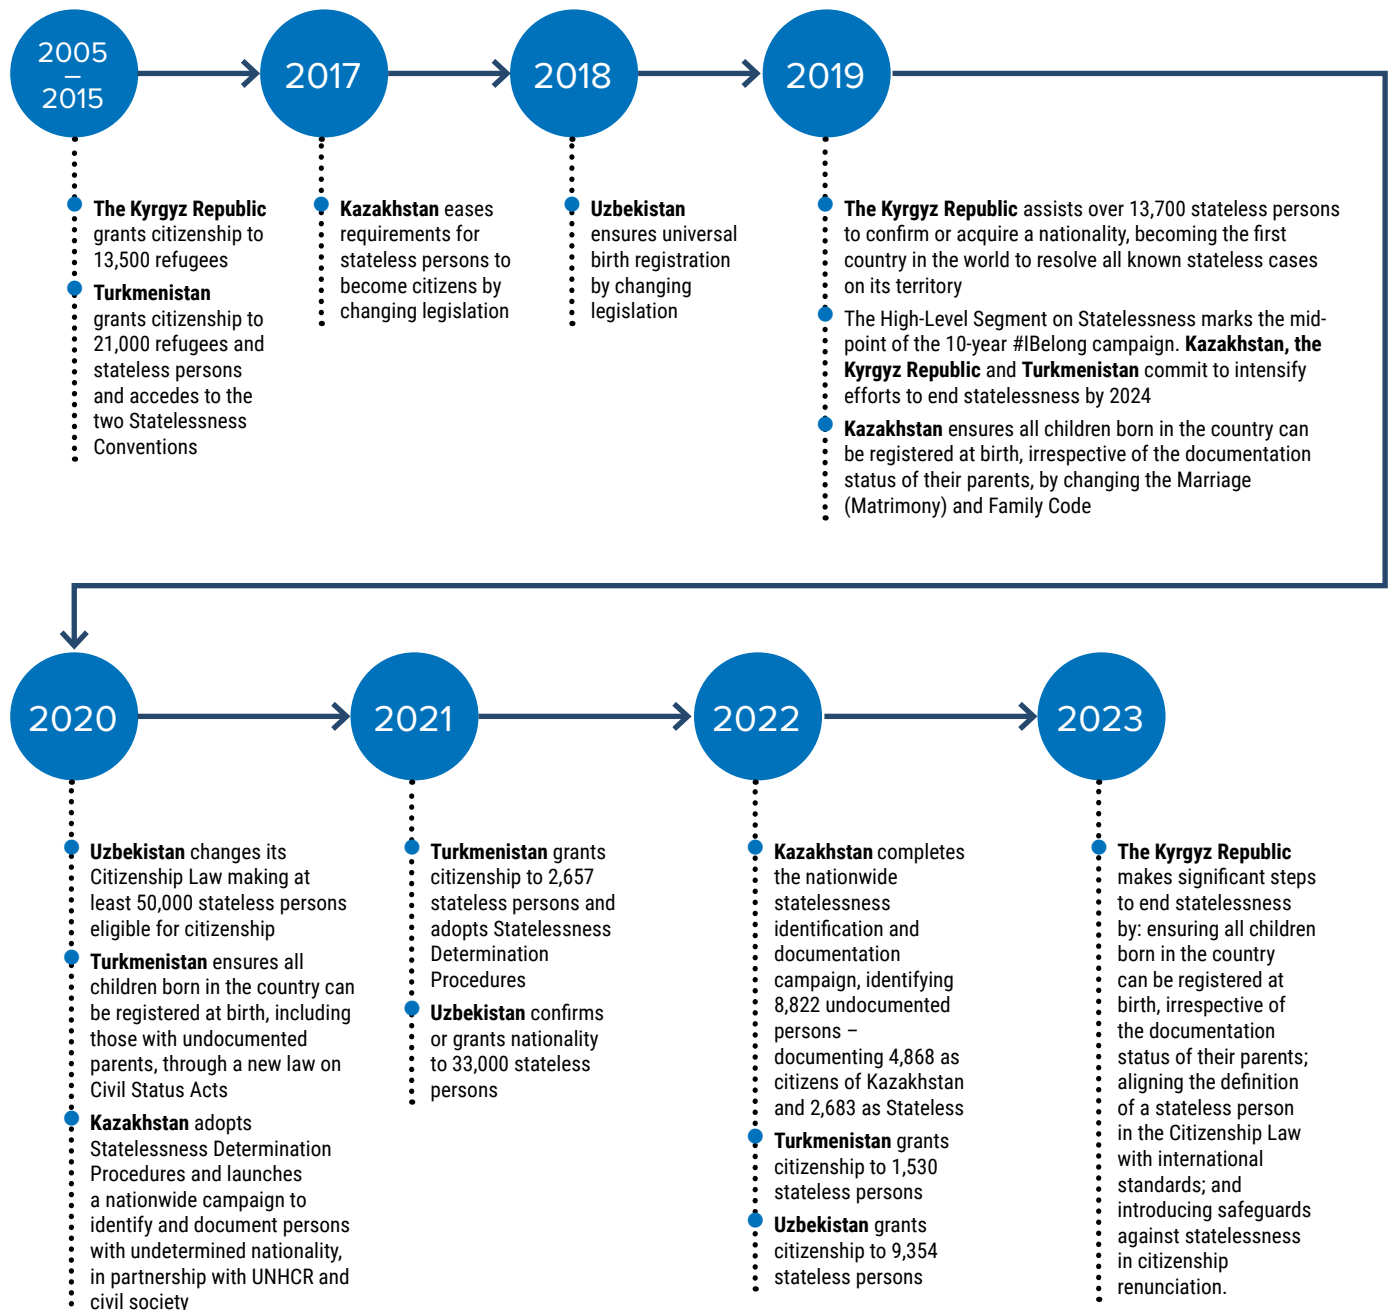 2005
–
2015
2017
2018
2019
The Kyrgyz Republic
grants citizenship to
13,500 refugees
Turkmenistan
grants citizenship to
21,000 refugees and
stateless persons
and accedes to the
two Statelessness
Conventions
Kazakhstan eases
requirements for
stateless persons to
become citizens by
changing legislation
Uzbekistan
ensures universal
birth registration
by changing
legislation
The Kyrgyz Republic assists over 13,700 stateless persons
to confirm or acquire a nationality, becoming the first
country in the world to resolve all known stateless cases
on its territory
The High-Level Segment on Statelessness marks the mid-
point of the 10-year #IBelong campaign. Kazakhstan, the
Kyrgyz Republic and Turkmenistan commit to intensify
efforts to end statelessness by 2024
Kazakhstan ensures all children born in the country can
be registered at birth, irrespective of the documentation
status of their parents, by changing the Marriage
(Matrimony) and Family Code
2020
2021
2022
2023
Uzbekistan changes its
Citizenship Law making at
least 50,000 stateless persons
eligible for citizenship
Turkmenistan ensures all
children born in the country can
be registered at birth, including
those with undocumented
parents, through a new law on
Civil Status Acts
Kazakhstan adopts
Statelessness Determination
Procedures and launches
a nationwide campaign to
identify and document persons
with undetermined nationality,
in partnership with UNHCR and
civil society
Turkmenistan grants
citizenship to 2,657
stateless persons and
adopts Statelessness
Determination
Procedures
Uzbekistan confirms
or grants nationality
to 33,000 stateless
persons
Kazakhstan completes
the nationwide
statelessness
identification and
documentation
campaign, identifying
8,822 undocumented
persons –
documenting 4,868 as
citizens of Kazakhstan
and 2,683 as Stateless
Turkmenistan grants
citizenship to 1,530
stateless persons
Uzbekistan grants
citizenship to 9,354
stateless persons
The Kyrgyz Republic
makes significant steps
to end statelessness
by: ensuring all children
born in the country
can be registered at
birth, irrespective of
the documentation
status of their parents;
aligning the definition
of a stateless person
in the Citizenship Law
with international
standards; and
introducing safeguards
against statelessness
in citizenship
renunciation.